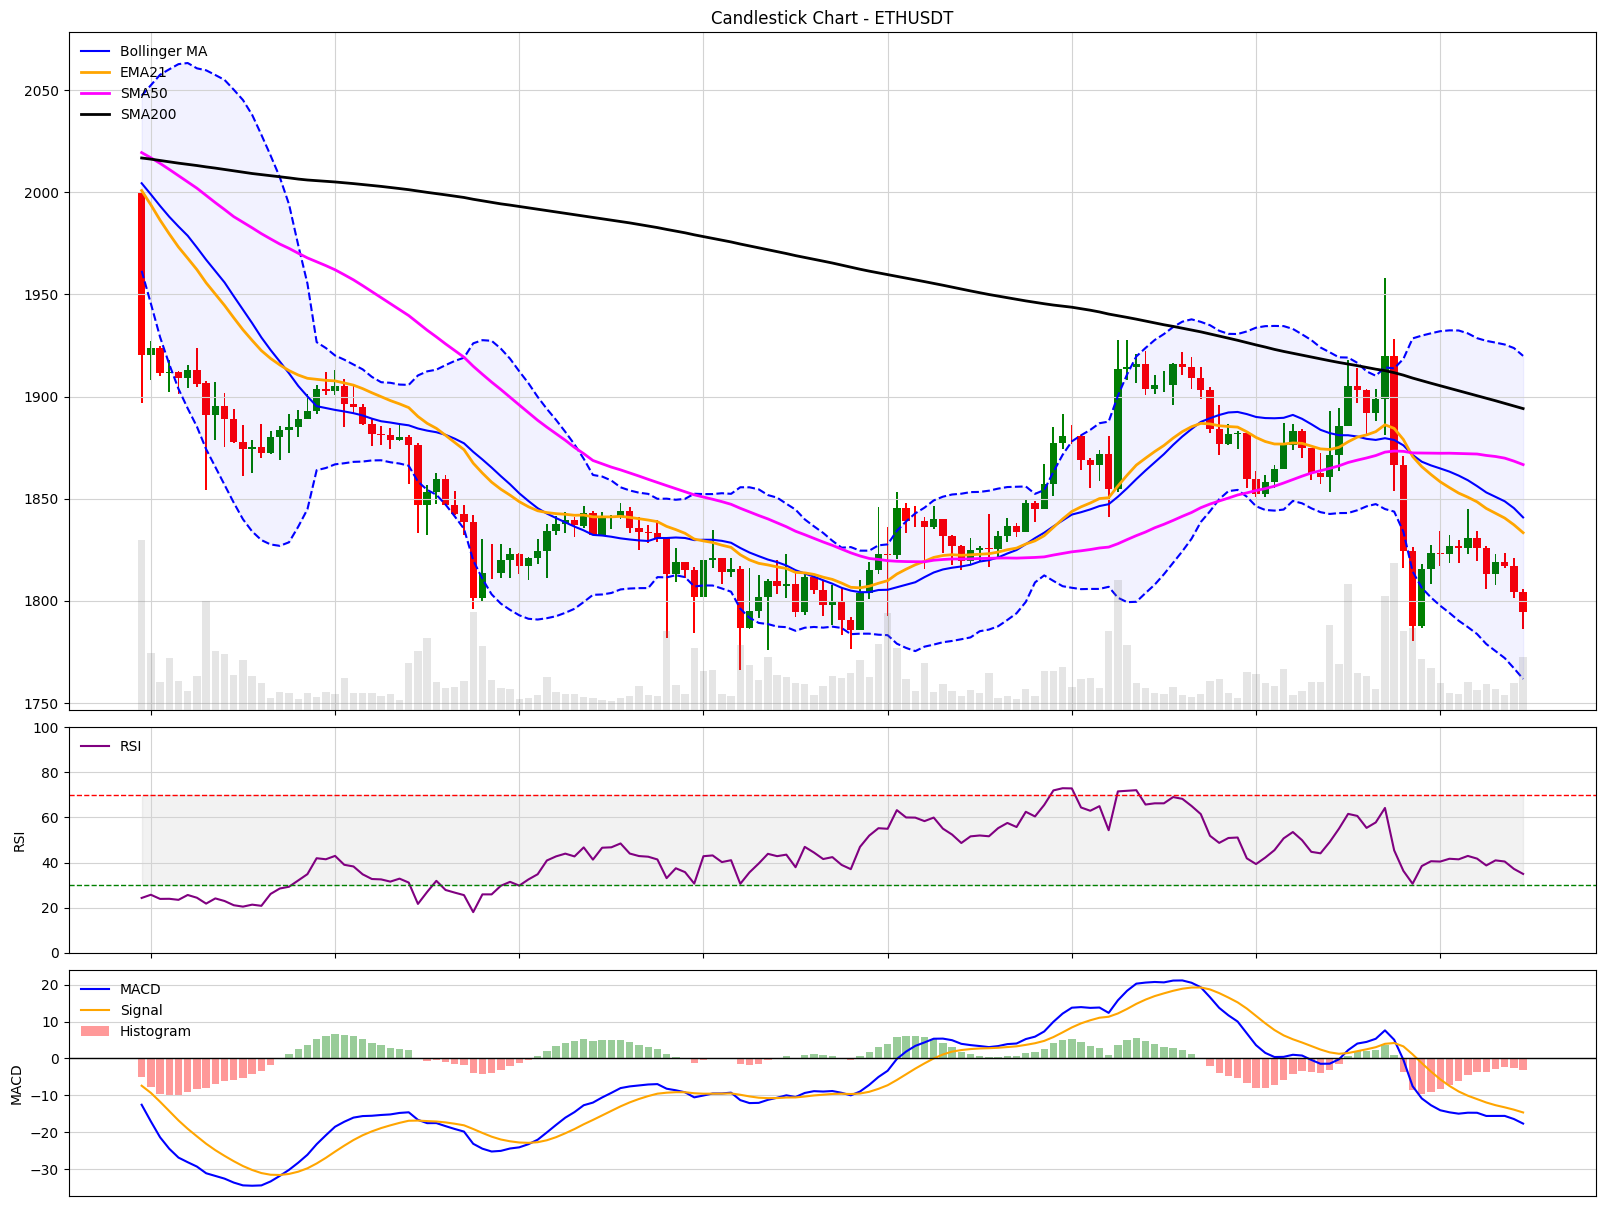 Candlestick Chart - ETHUSDT
Bollinger MA
EMA21
SMA50
SMA200
2050
2000
1950
1900
1850
1800
1750
RSI
RSI
100
80
60
40
20
0
MACD
Signal
Histogram
MACD
20
10
0
−10
−20
−30